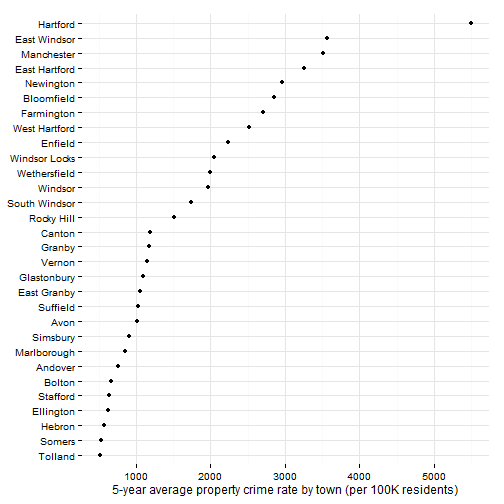 Hartford
East Windsor
Manchester
East Hartford
Newington
Bloomfield
Farmington
West Hartford
Enfield
Windsor Locks
Wethersfield
Windsor
South Windsor
Rocky Hill
Canton
Granby
Vernon
Glastonbury
East Granby
Suffield
Avon
Simsbury
Marlborough
Andover
Bolton
Stafford
Ellington
Hebron
Somers
Tolland
1000 2000 3000 4000 5000
5-year average property crime rate by town (per 100K residents)